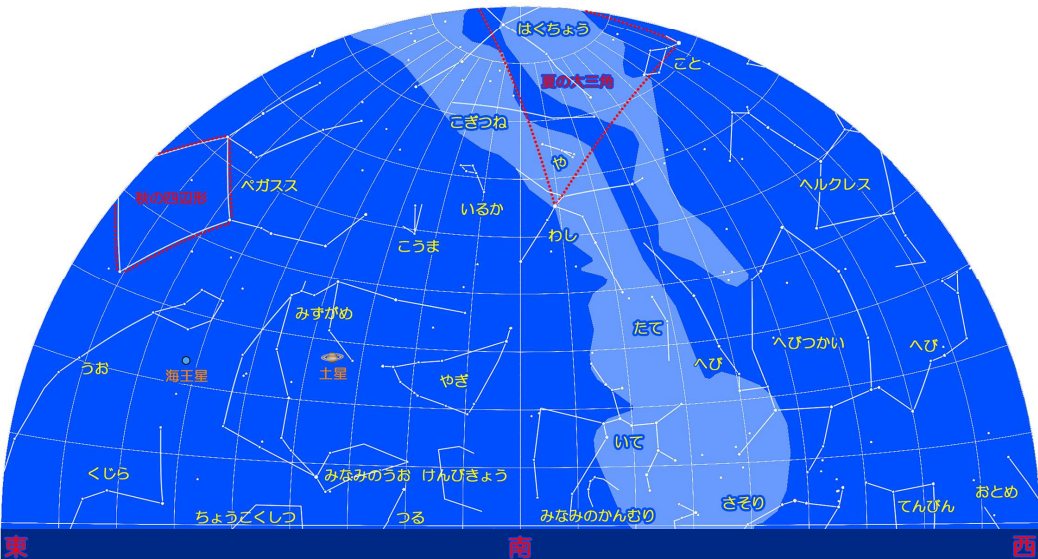 はくちょう
こと
夏の大三角
こぎつね
や
ヘルクレス
ペガスス
秋の四辺形
いるか
わし
こうま
みずがめ
たて
へびつかい
へび
へび
うお
海王星
土星
やぎ
いて
くじら
みなみのうお
けんびきょう
おとめ
さそり
てんびん
ちょうこくしつ
つる
みなみのかんむり
東
南
西